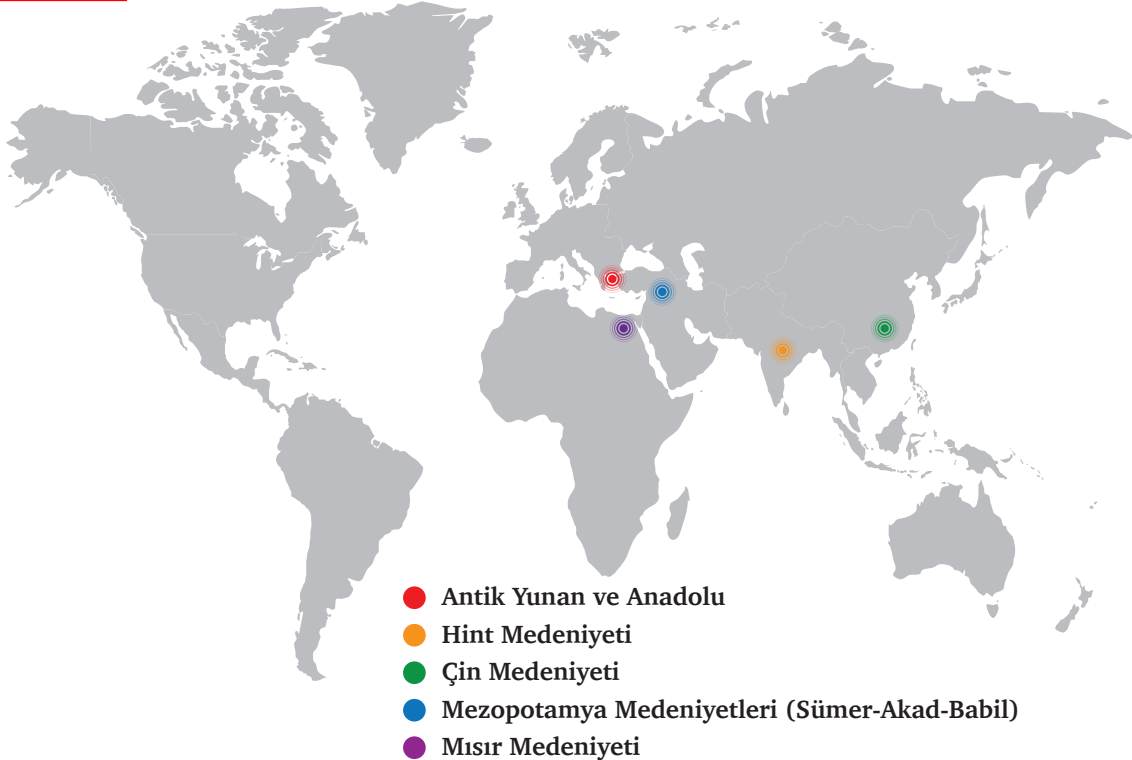 Antik Yunan ve Anadolu
Hint Medeniyeti
Çin Medeniyeti
Mezopotamya Medeniyetleri (Sümer-Akad-Babil)
Mısır Medeniyeti